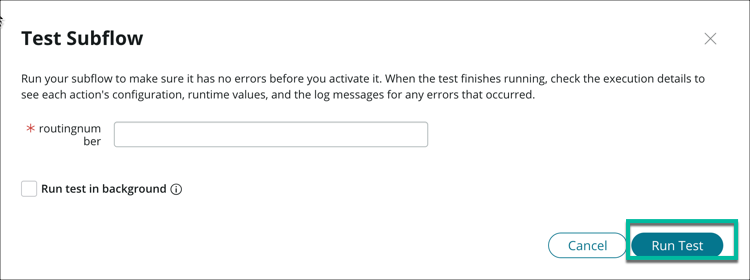 Test Subflow
Run your subflow to make sure it has no errors before you activate it. When the test finishes running, check the execution details to
see each action's configuration, runtime values, and the log messages for any errors that occurred.
* routingnum
ber
Run test in background
Cancel
Run Test